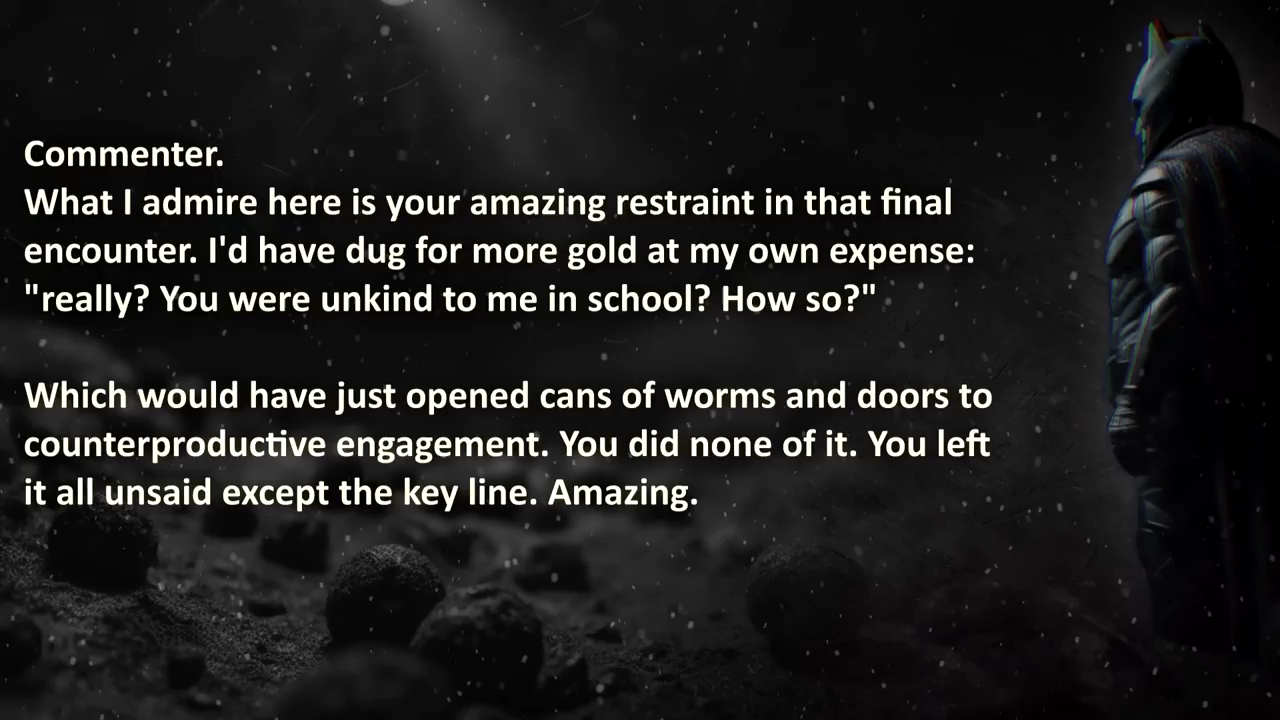 Commenter.
What I admire here is your amazing restraint in that final
encounter. I'd have dug for more gold at my own expense:
"really? You were unkind to me in school? How so?"
Which would have just opened cans of worms and doors to
counterproductive engagement. You did none of it. You left
it all unsaid except the key line. Amazing.